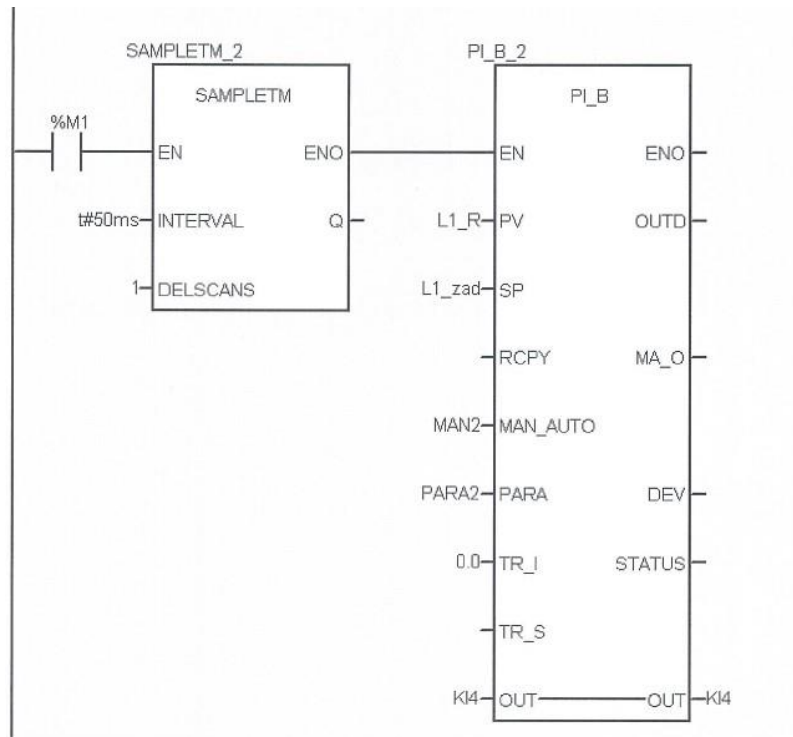 SAMPLETM_2 PI_B_2
SAMPLETM PI_B
%M1
EN ENO EN ENO
t#50ms INTERVAL Q L1_R PV OUTD
1 DELSCANS L1_zad SP
RCPY MA_O
MAN2 MAN_AUTO
PARA2 PARA DEV
0.0 TR_I STATUS
TR_S
KI4 OUT OUT KI4